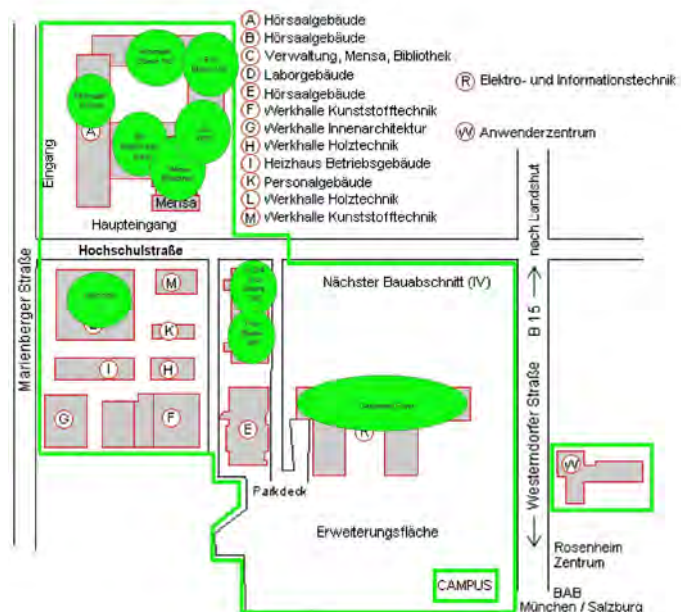 A Hörsaalgebäude
B Hörsaalgebäude
C Verwaltung, Mensa, Bibliothek
D Laborgebäude
E Hörsaalgebäude
F Werkhalle Kunststofftechnik
G Werkhalle Innenarchitektur
H Werkhalle Holztechnik
I Heizhaus Betriebsgebäude
K Personalgebäude
L Werkhalle Holztechnik
M Werkhalle Kunststofftechnik
R Elektro- und Informationstechnik
W Anwenderzentrum
Eingang
A
Mensa
Haupteingang
nach Landshut
Hochschulstraße
Marienberger Straße
Nächster Bauabschnitt (IV)
B 15
M
K
I
H
Westerndorfer Straße
G
F
E
R
W
Parkdeck
Erweiterungsfläche
Rosenheim
Zentrum
CAMPUS
BAB
München / Salzburg